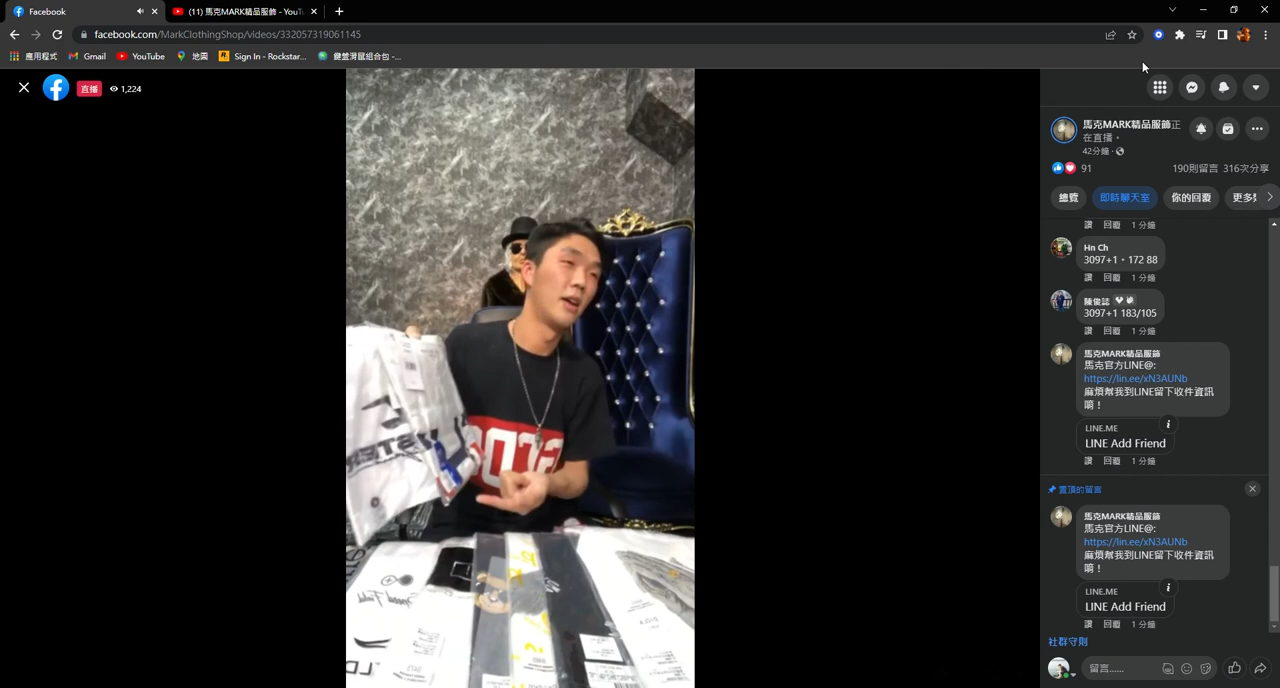 Facebook
(11) 馬克MARK精品服飾 - YouTu
facebook.com/MarkClothingShop/videos/332057319061145
應用程式
Gmail
YouTube
地圖
Sign In - Rockstar...
鍵盤滑鼠組合包 -...
直播
1,224
馬克MARK精品服飾正
在直播。
42分鐘
91
190則留言 316次分享
總覽
即時聊天室
你的回覆
更多
讚 回覆 1 分鐘
Hn Ch
3097+1，172 88
讚 回覆 1 分鐘
陳俊誌
3097+1 183/105
讚 回覆 1 分鐘
馬克MARK精品服飾
馬克官方LINE@:
https://lin.ee/xN3AUNb
麻煩幫我到LINE留下收件資訊
唷！
LINE.ME
LINE Add Friend
讚 回覆 1 分鐘
置頂的留言
馬克MARK精品服飾
馬克官方LINE@:
https://lin.ee/xN3AUNb
麻煩幫我到LINE留下收件資訊
唷！
LINE.ME
LINE Add Friend
讚 回覆 1 分鐘
社群守則
留言......